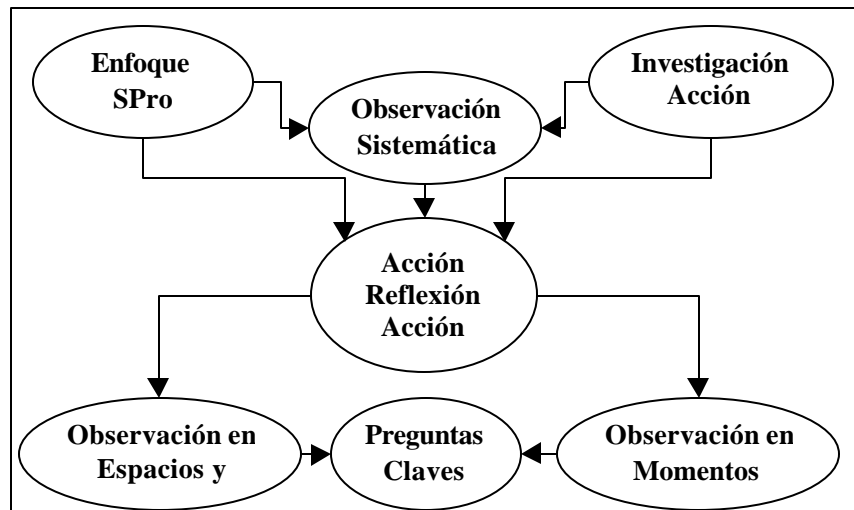 Enfoque
SPro
Observación
Sistemática
Investigación
Acción
Acción
Reflexión
Acción
Observación en
Espacios y
Preguntas
Claves
Observación en
Momentos